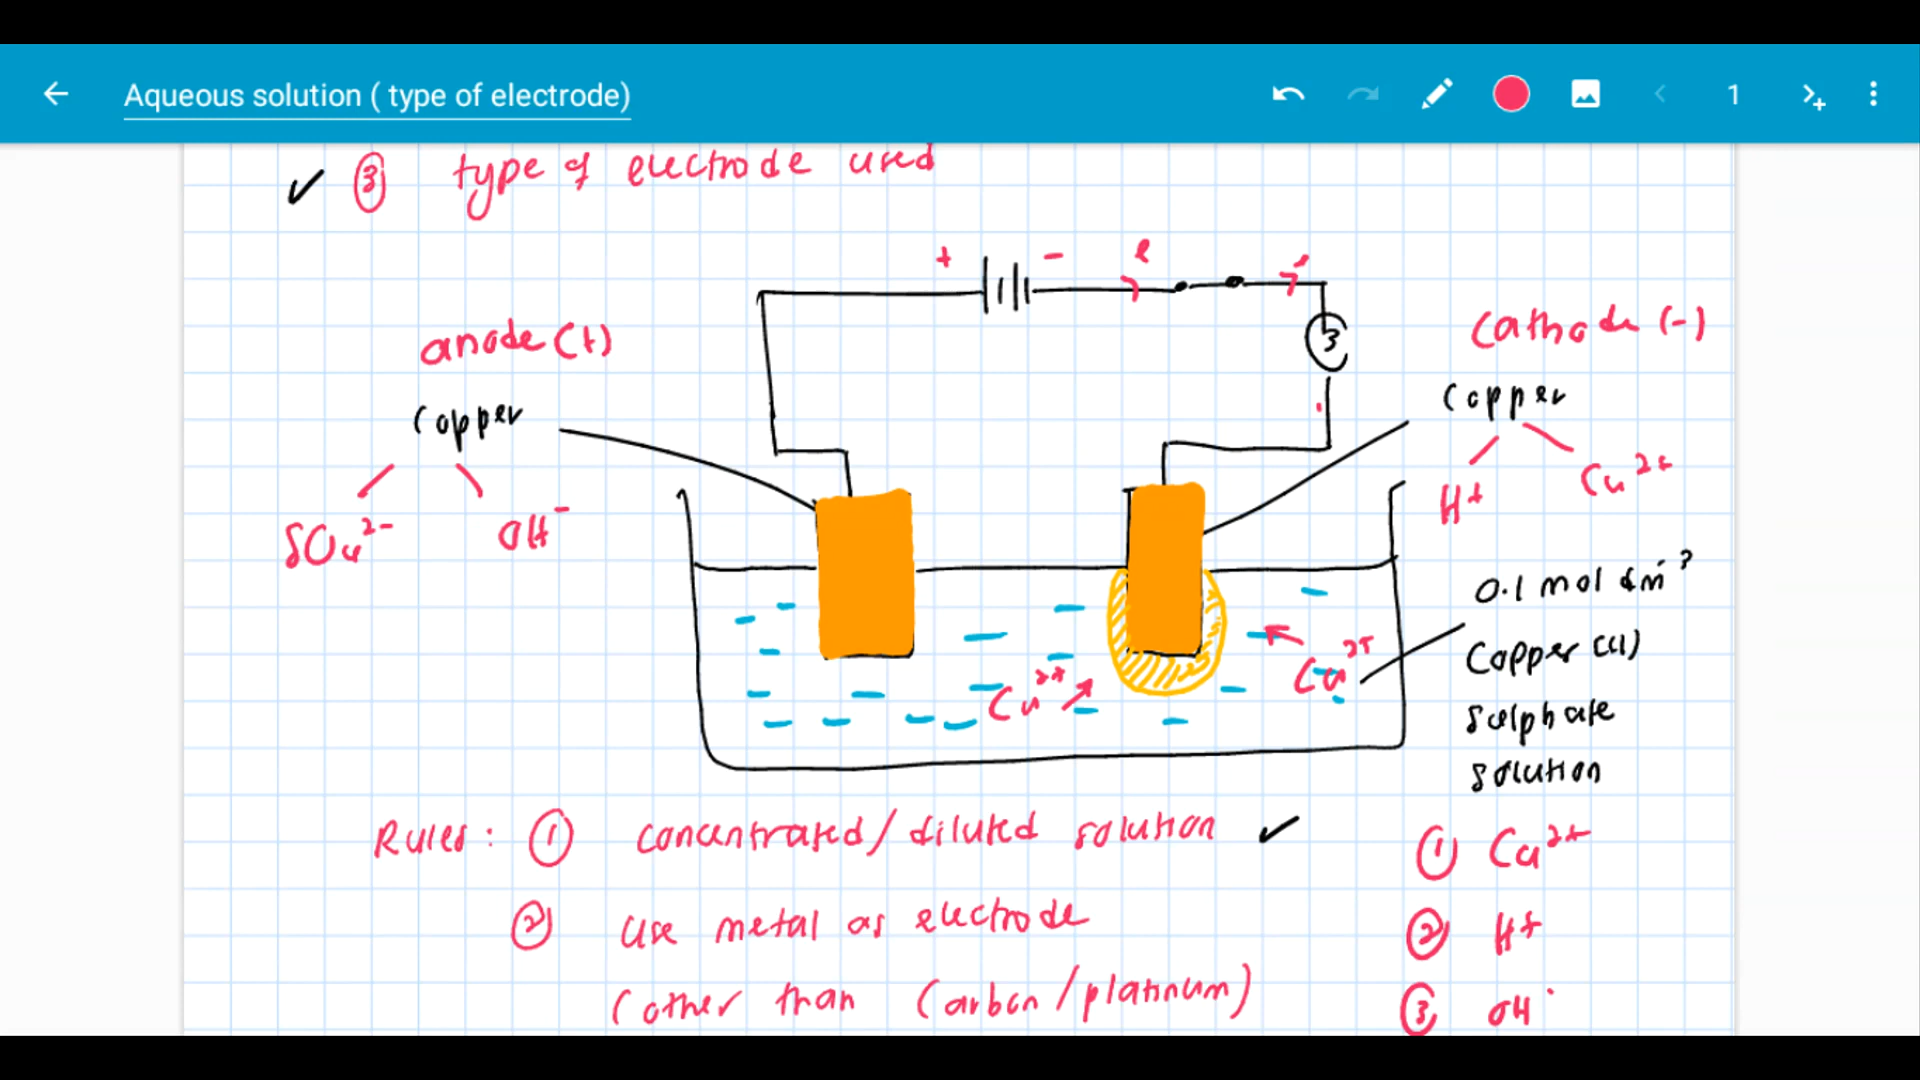 Aqueous solution ( type of electrode)
1
③ type of electrode used
+ - e
anode (+)
cathode (-)
3
Copper
Copper
SO4²⁻ OH⁻
H⁺ Cu²⁺
0.1 mol dm⁻³
Copper (II)
sulphate
solution
Cu²⁺
Cu²⁺
Rules: ① concentrated/diluted solution
② use metal as electrode
(other than carbon/platinum)
① Cu²⁺
② H⁺
③ OH⁻